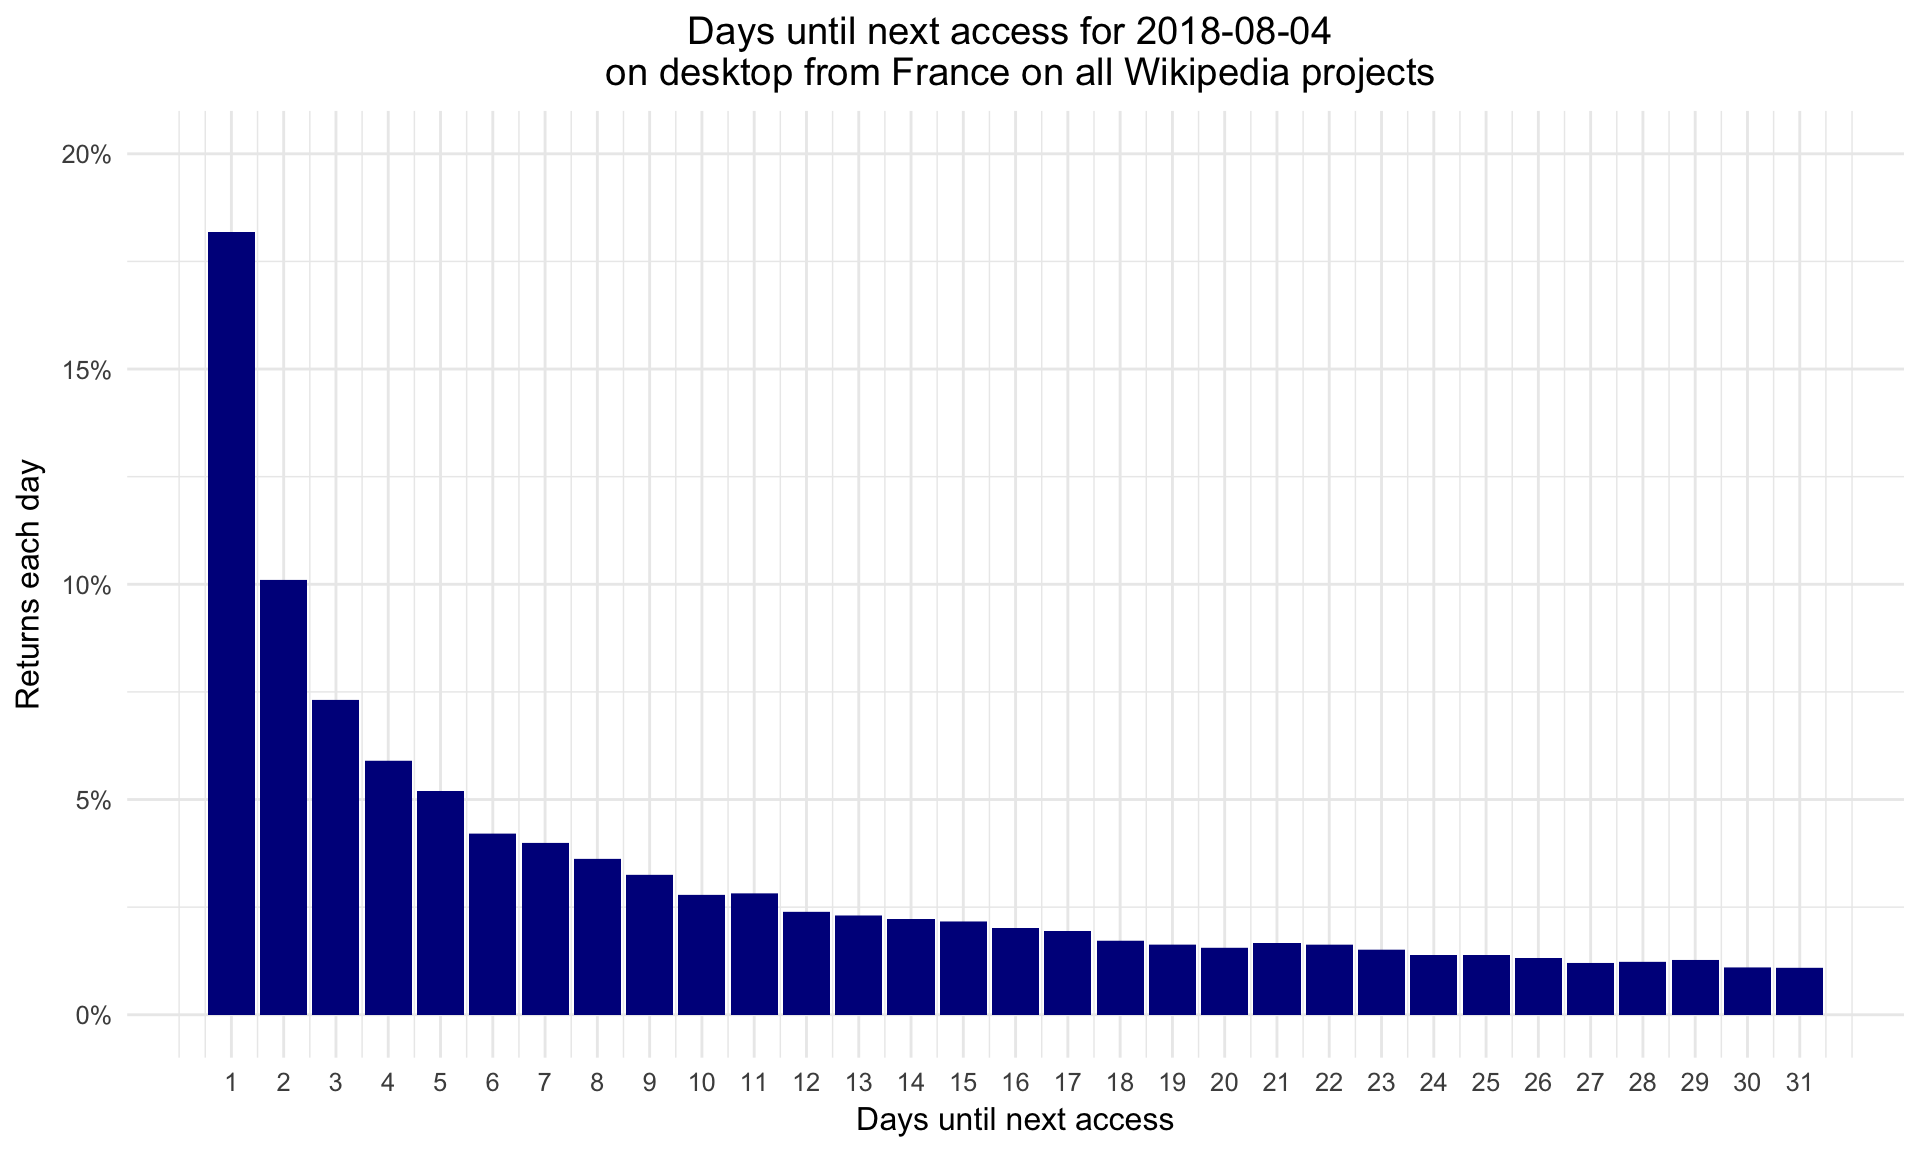 Days until next access for 2018-08-04
on desktop from France on all Wikipedia projects
Returns each day
20%
15%
10%
5%
0%
1 2 3 4 5 6 7 8 9 10 11 12 13 14 15 16 17 18 19 20 21 22 23 24 25 26 27 28 29 30 31
Days until next access